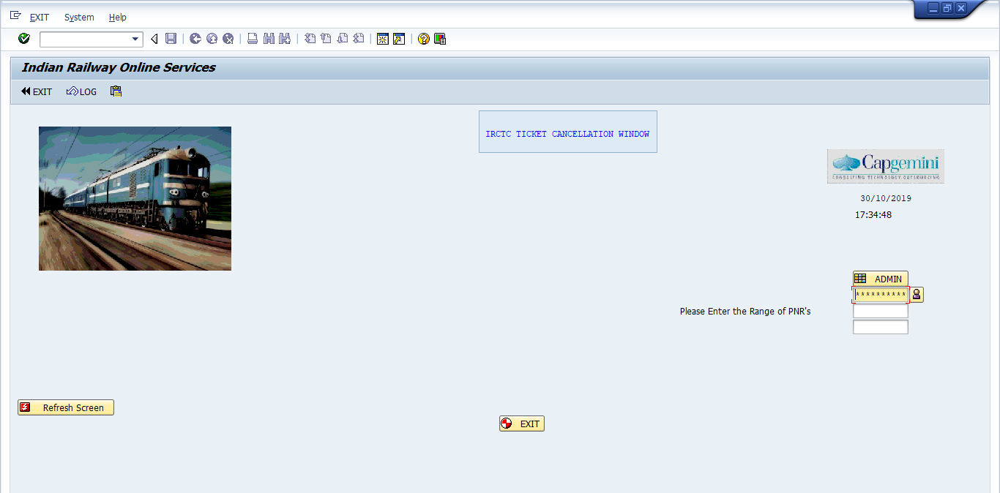 EXIT System Help
Indian Railway Online Services
EXIT LOG
IRCTC TICKET CANCELLATION WINDOW
Capgemini
CONSULTING TECHNOLOGY OUTSOURCING
30/10/2019
17:34:48
ADMIN
**********
Please Enter the Range of PNR's
Refresh Screen
EXIT